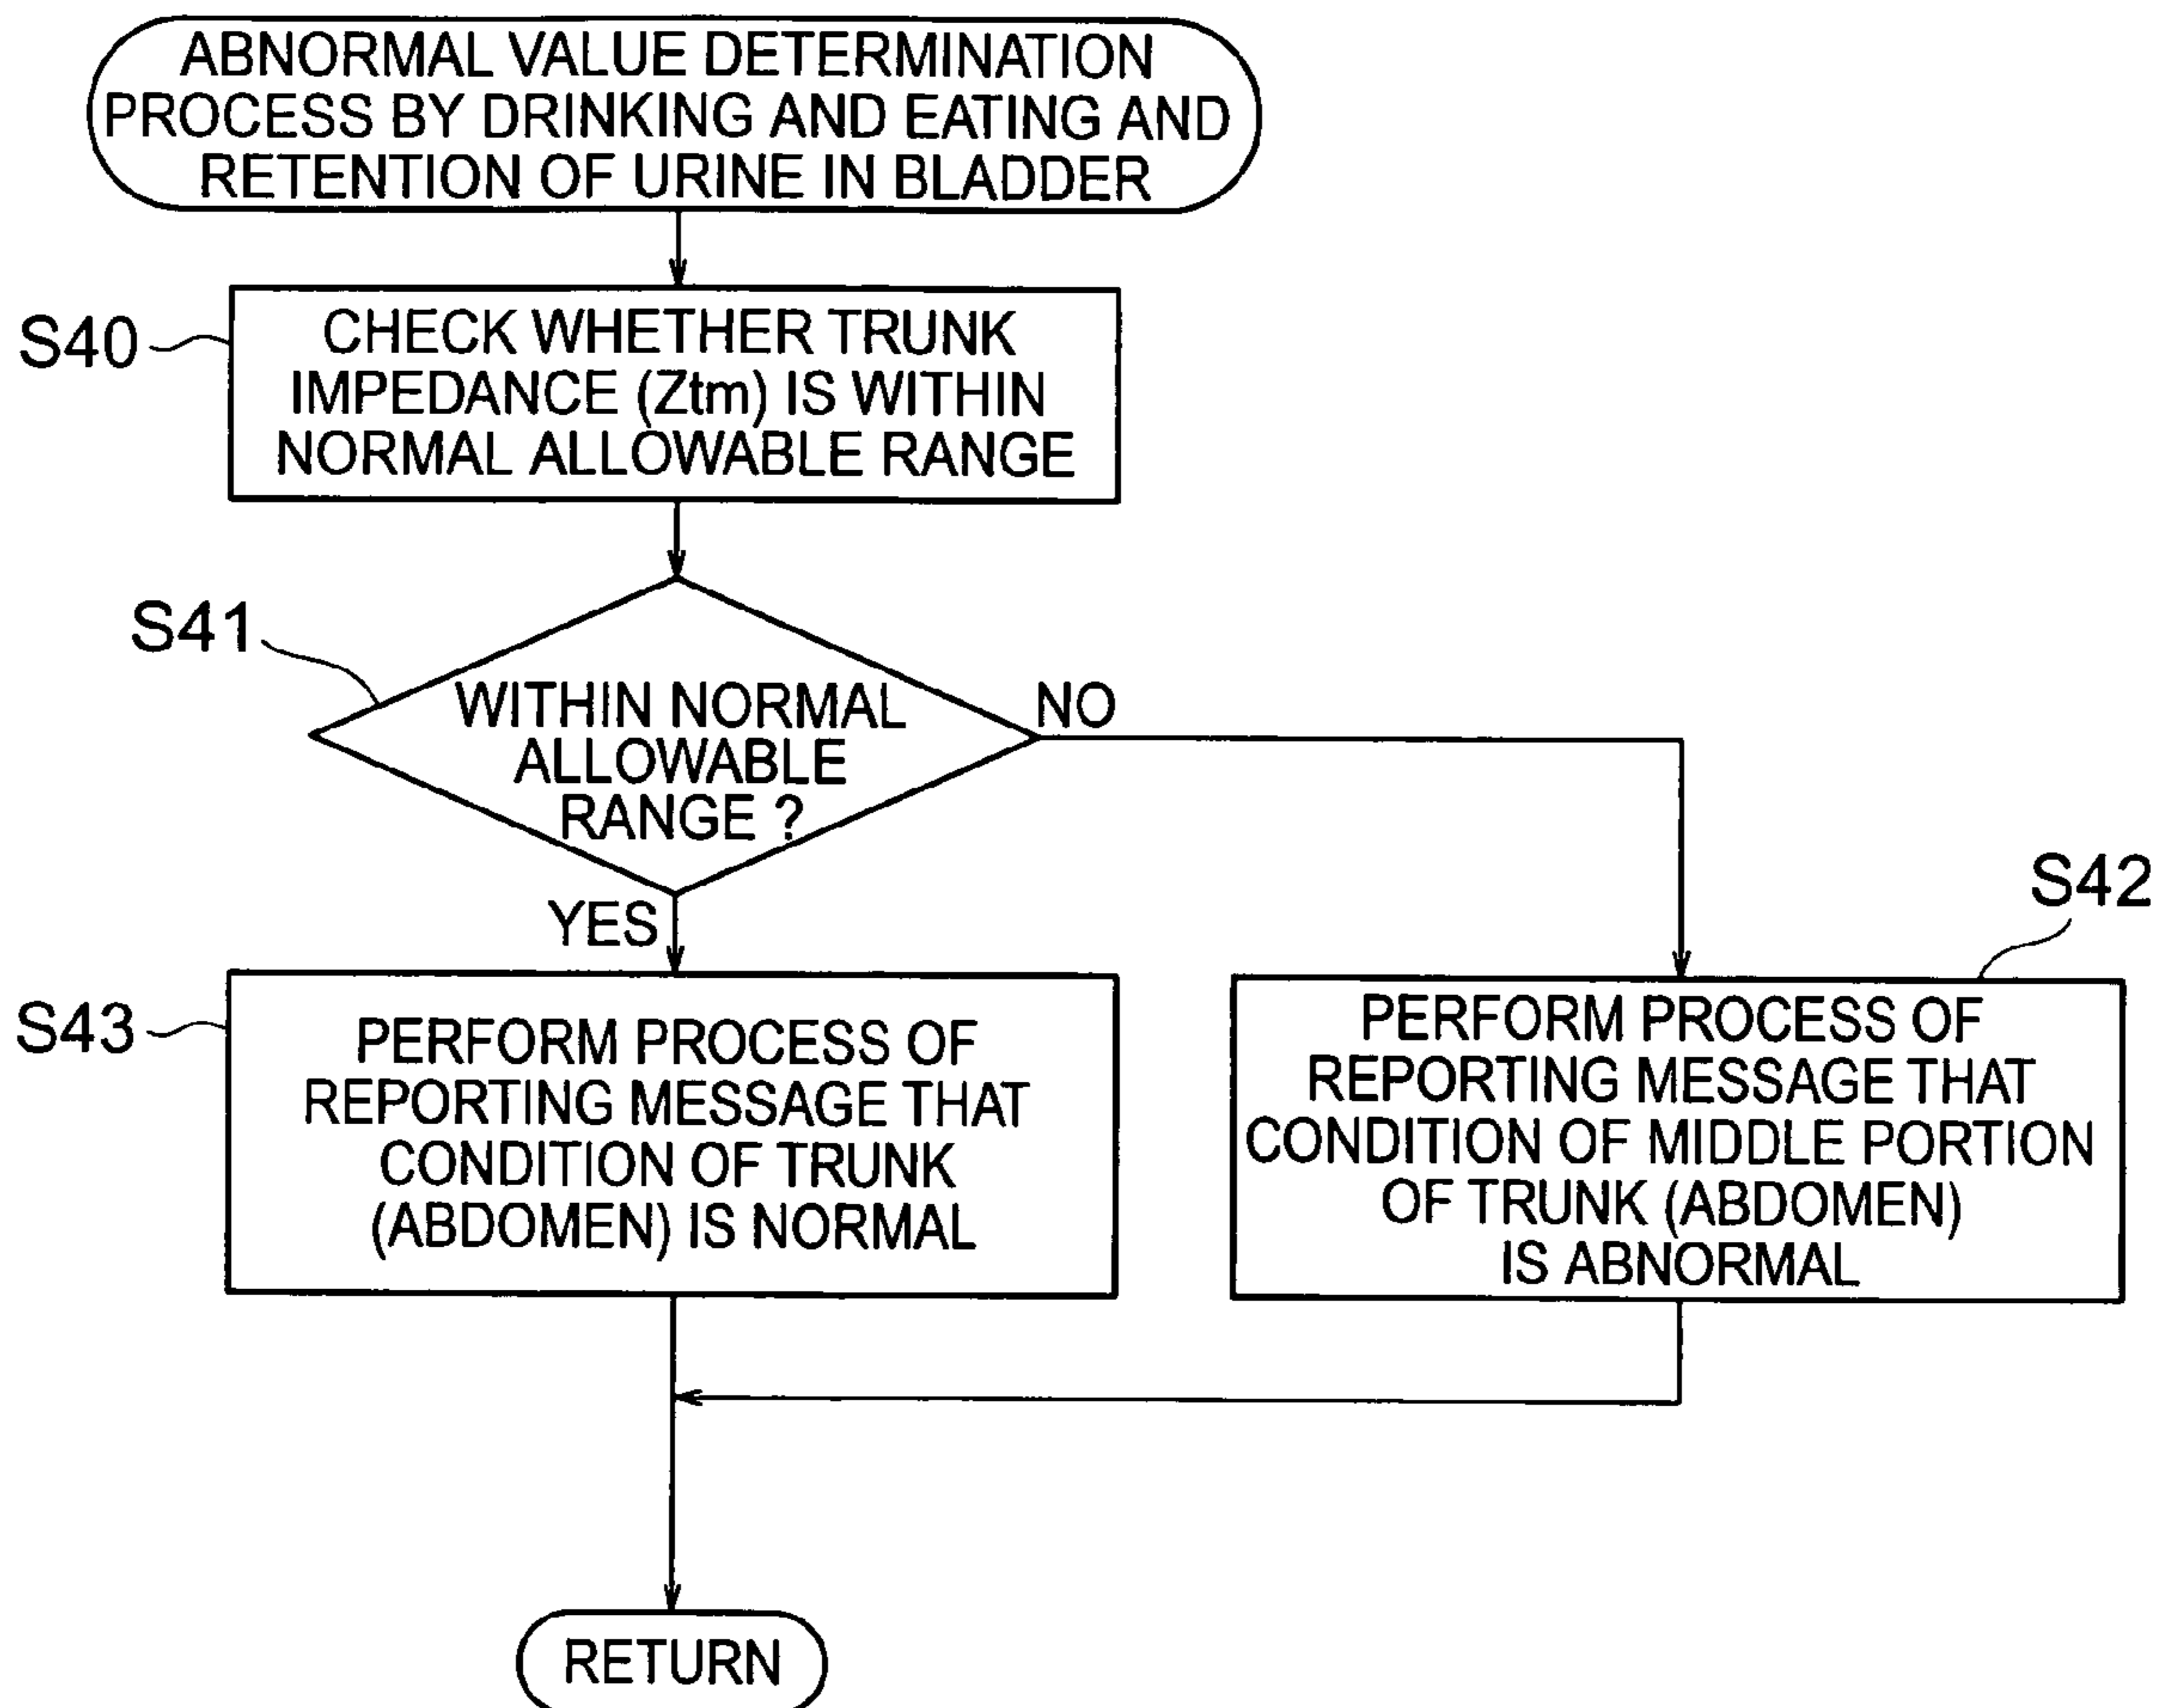 ABNORMAL VALUE DETERMINATION
PROCESS BY DRINKING AND EATING AND
RETENTION OF URINE IN BLADDER
S40
CHECK WHETHER TRUNK
IMPEDANCE (Ztm) IS WITHIN
NORMAL ALLOWABLE RANGE
S41
WITHIN NORMAL
ALLOWABLE
RANGE ?
NO
YES
S42
S43
PERFORM PROCESS OF
REPORTING MESSAGE THAT
CONDITION OF TRUNK
(ABDOMEN) IS NORMAL
PERFORM PROCESS OF
REPORTING MESSAGE THAT
CONDITION OF MIDDLE PORTION
OF TRUNK (ABDOMEN)
IS ABNORMAL
RETURN